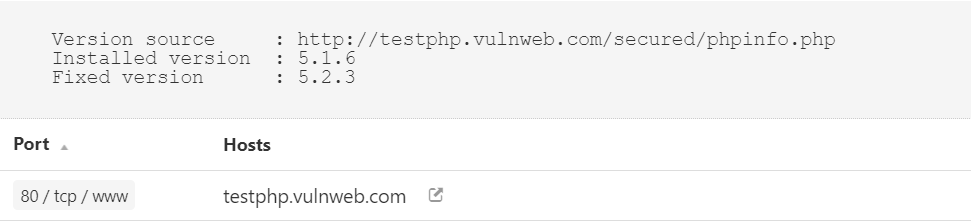 Version source : http://testphp.vulnweb.com/secured/phpinfo.php
Installed version : 5.1.6
Fixed version : 5.2.3
Port Hosts
80 / tcp / www testphp.vulnweb.com